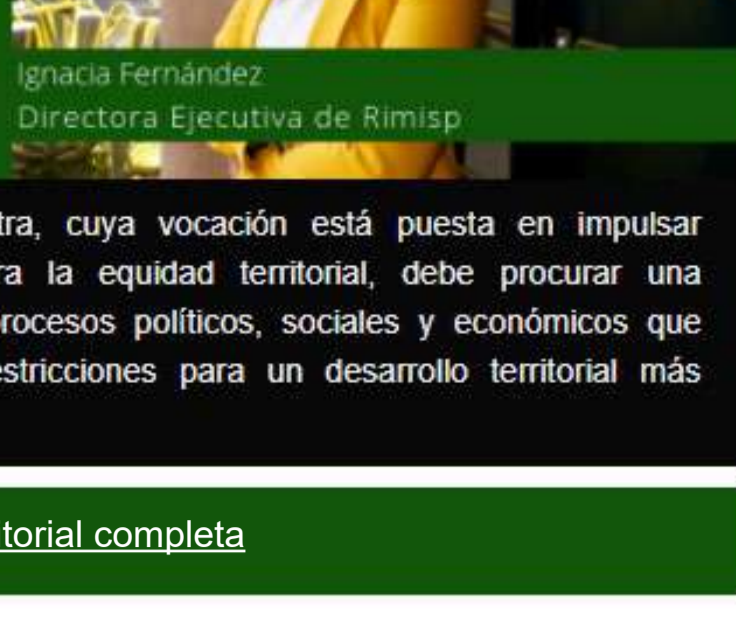 Ignacia Fernández
Directora Ejecutiva de Rimisp
tra, cuya vocación está puesta en impulsar
ra la equidad territorial, debe procurar una
rocesos políticos, sociales y económicos que
estricciones para un desarrollo territorial más
itorial completa